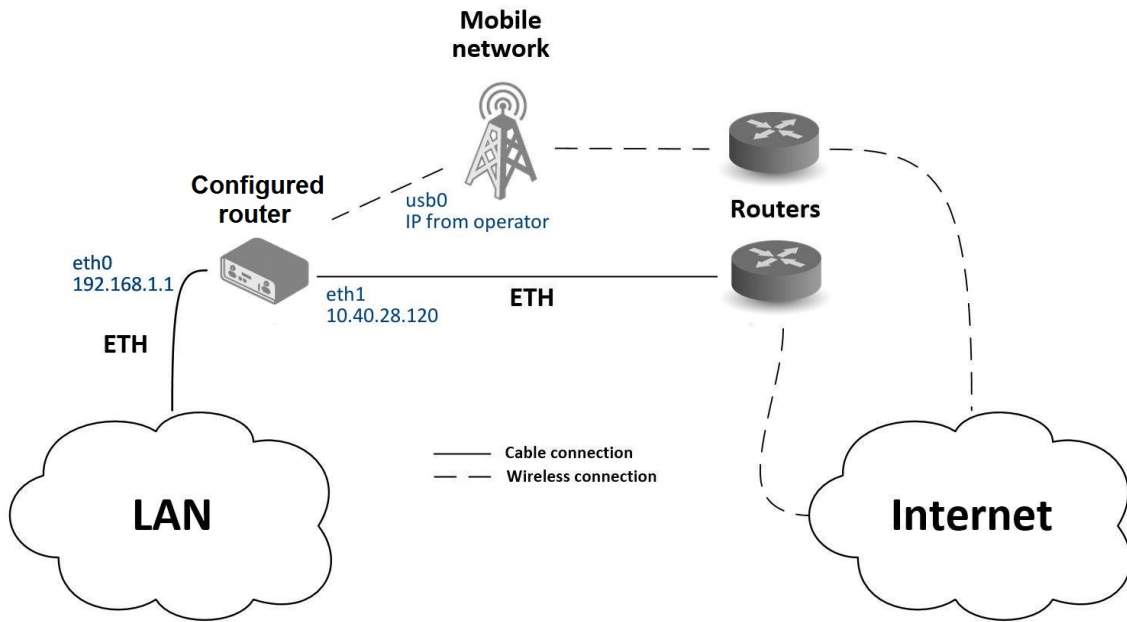 Mobile
network
Configured
router
usb0
IP from operator
Routers
eth0
192.168.1.1
eth1
10.40.28.120
ETH
ETH
Cable connection
Wireless connection
LAN
Internet